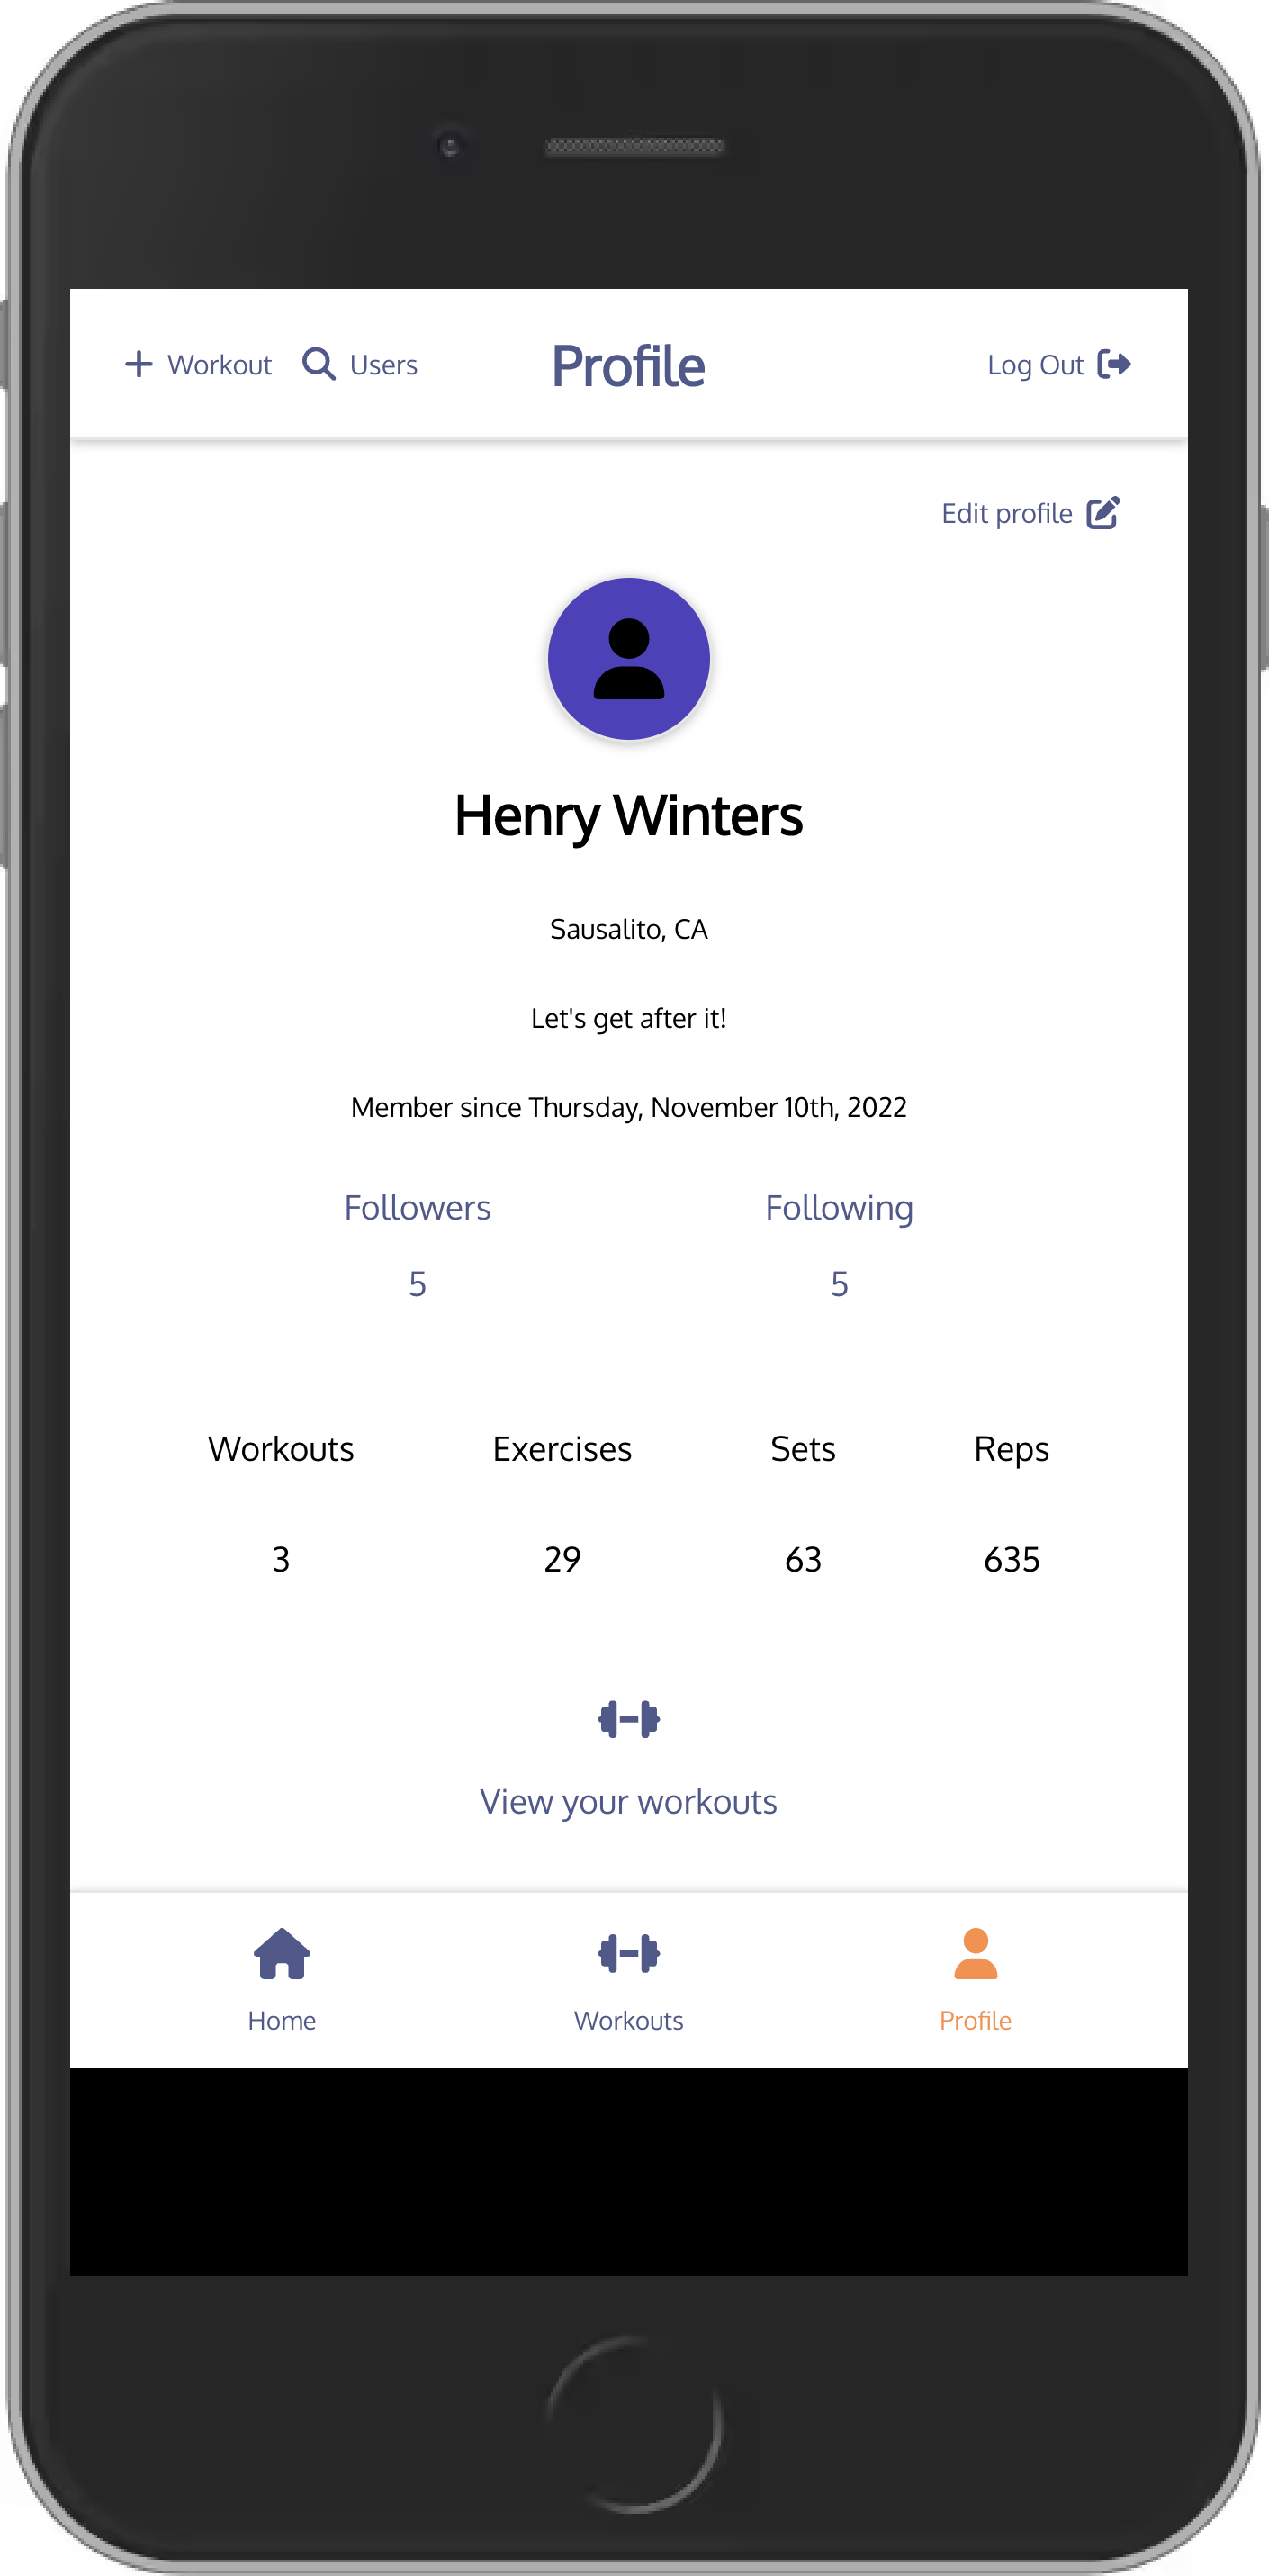 Workout Users Profile Log Out
Edit profile
Henry Winters
Sausalito, CA
Let's get after it!
Member since Thursday, November 10th, 2022
Followers Following
5 5
Workouts Exercises Sets Reps
3 29 63 635
View your workouts
Home Workouts Profile